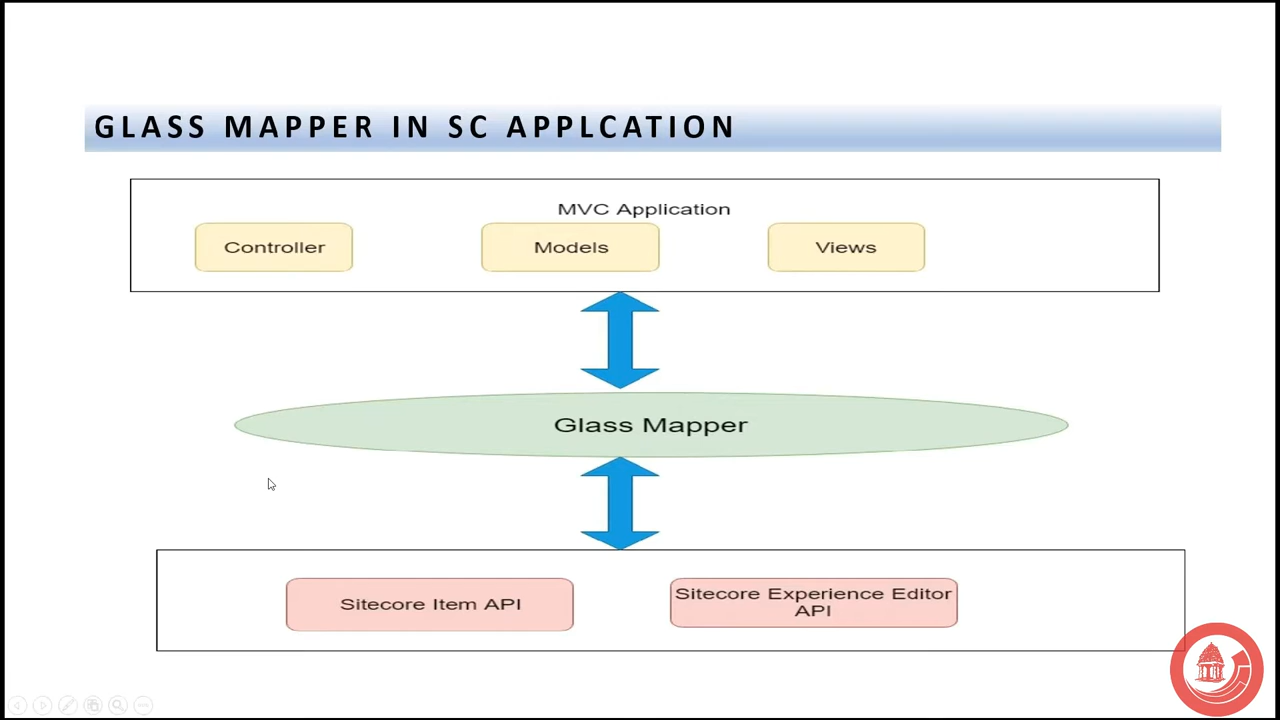 GLASS MAPPER IN SC APPLCATION
MVC Application
Controller
Models
Views
Glass Mapper
Sitecore Item API
Sitecore Experience Editor
API